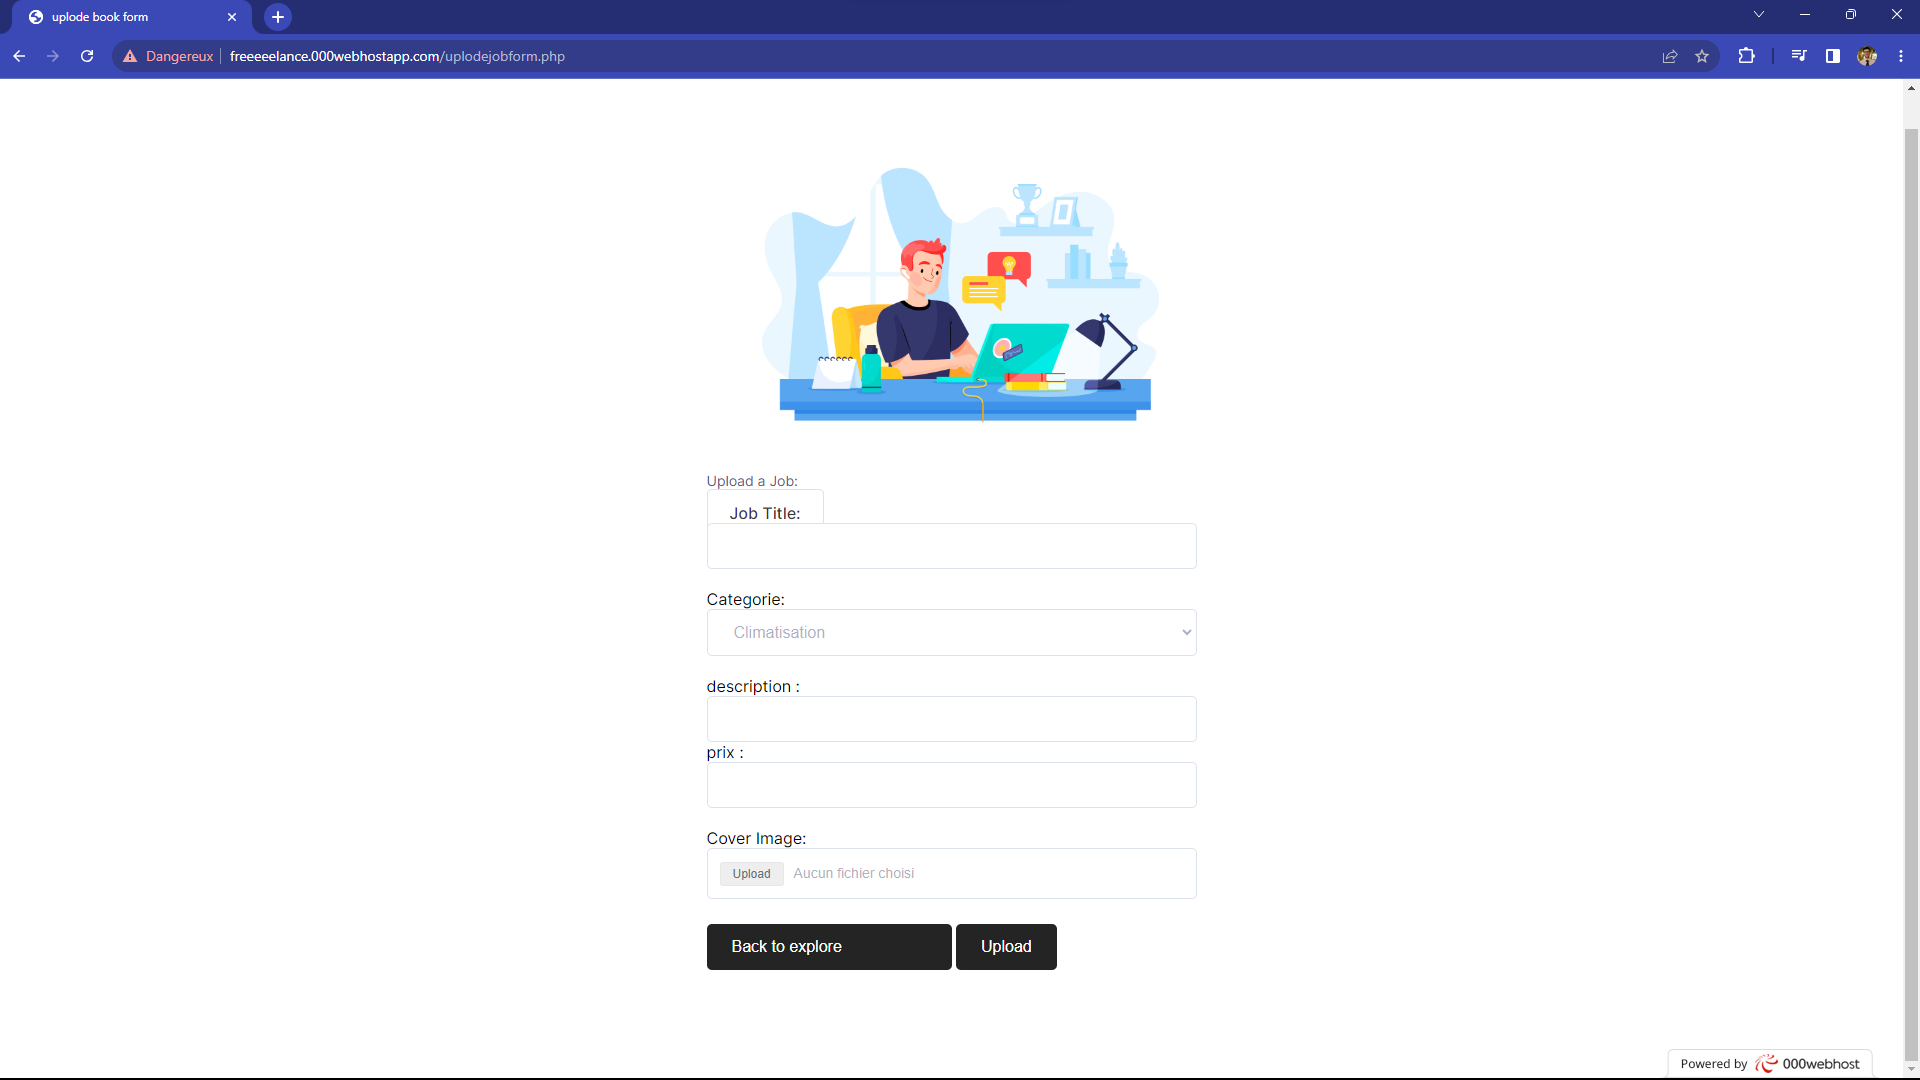 uplode book form
Dangereux
freeeeelance.000webhostapp.com/uplodejobform.php
Upload a Job:
Job Title:
Categorie:
Climatisation
description :
prix :
Cover Image:
Upload Aucun fichier choisi
Back to explore Upload
Powered by 000webhost